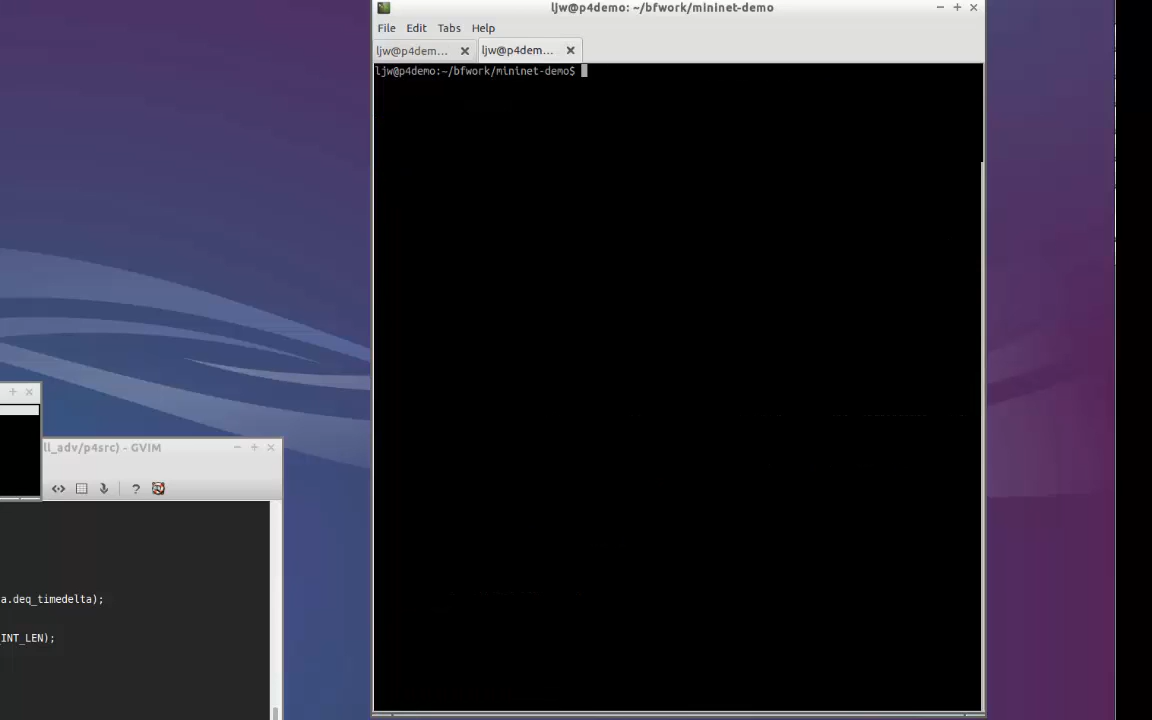 ljw@p4demo: ~/bfwork/mininet-demo
File Edit Tabs Help
ljw@p4dem... ljw@p4dem...
ljw@p4demo:~/bfwork/mininet-demo$
ll_adv/p4src) - GVIM
a.deq_timedelta);
_INT_LEN);